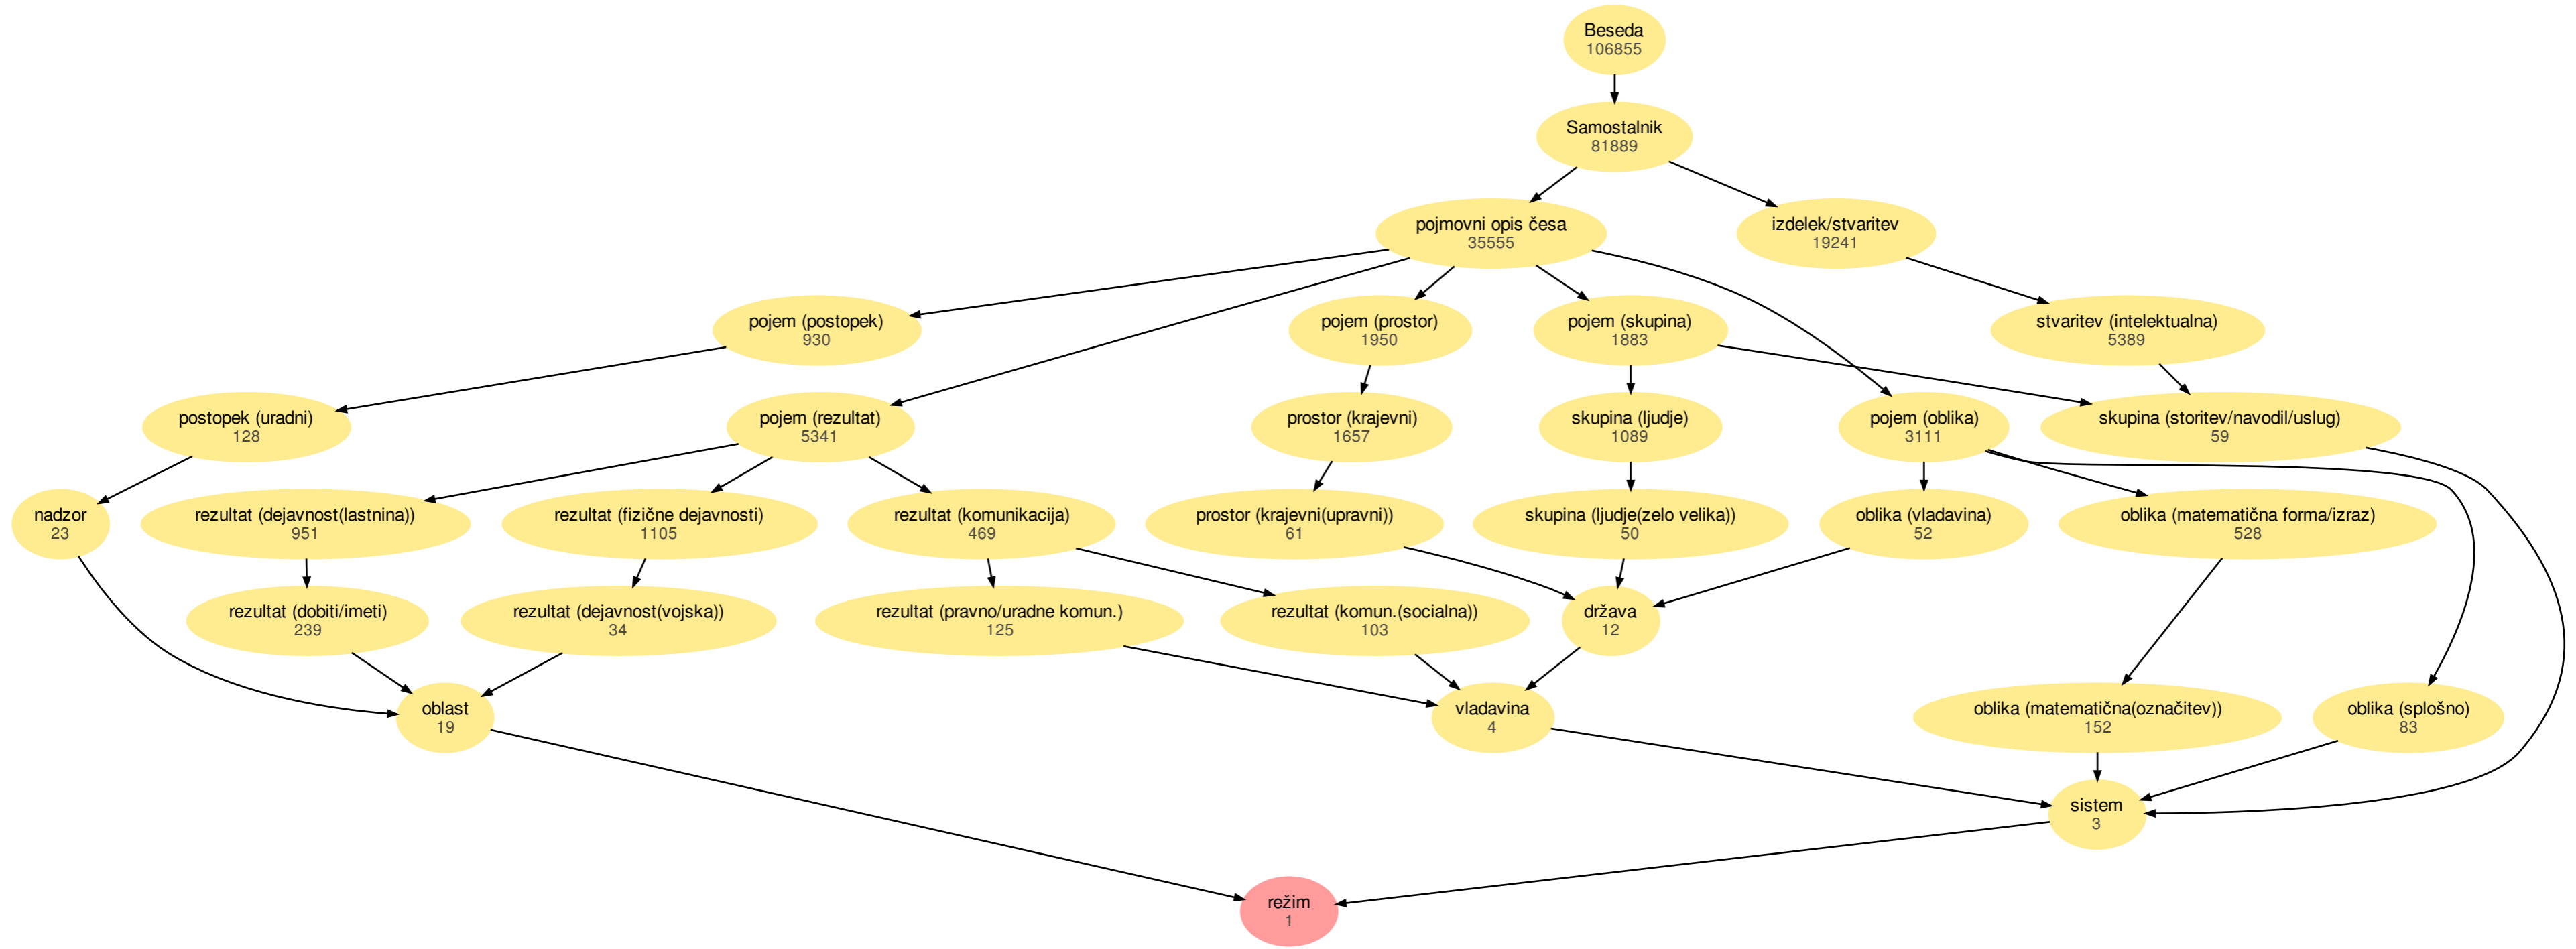 Beseda
106855
Samostalnik
81889
pojmovni opis česa
35555
izdelek/stvaritev
19241
pojem (postopek)
930
pojem (prostor)
1950
pojem (skupina)
1883
stvaritev (intelektualna)
5389
postopek (uradni)
128
pojem (rezultat)
5341
prostor (krajevni)
1657
skupina (ljudje)
1089
pojem (oblika)
3111
skupina (storitev/navodil/uslug)
59
nadzor
23
rezultat (dejavnost(lastnina))
951
rezultat (fizične dejavnosti)
1105
rezultat (komunikacija)
469
prostor (krajevni(upravni))
61
skupina (ljudje(zelo velika))
50
oblika (vladavina)
52
oblika (matematična forma/izraz)
528
rezultat (dobiti/imeti)
239
rezultat (dejavnost(vojska))
34
rezultat (pravno/uradne komun.)
125
rezultat (komun.(socialna))
103
država
12
oblast
19
vladavina
4
oblika (matematična(označitev))
152
oblika (splošno)
83
sistem
3
režim
1